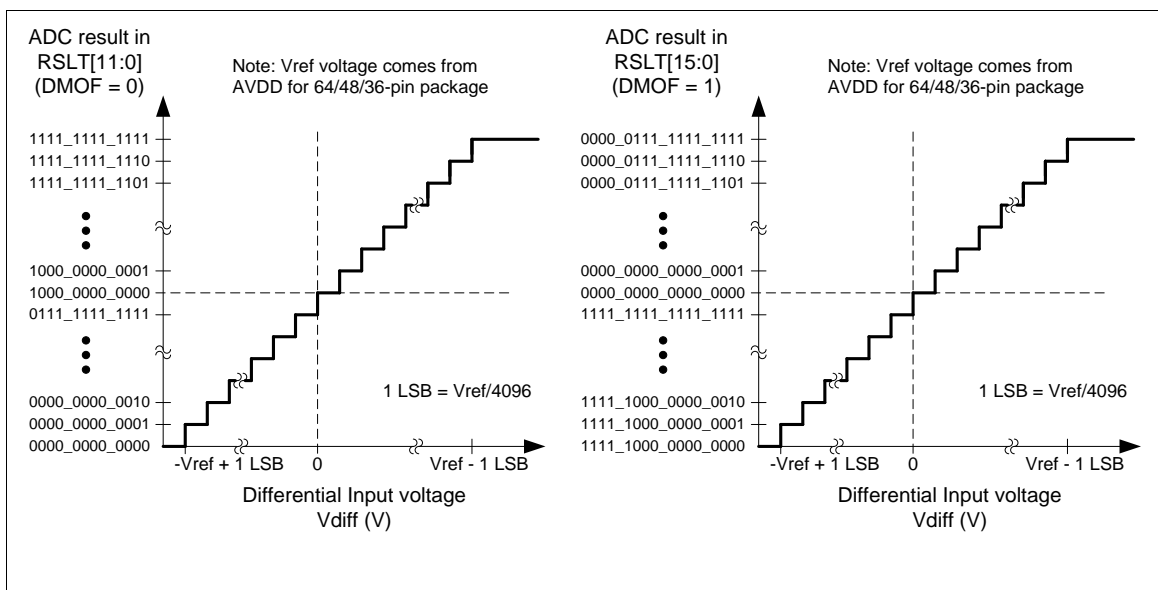 ADC result in
RSLT[11:0]
(DMOF = 0)
Note: Vref voltage comes from
AVDD for 64/48/36-pin package
1111_1111_1111
1111_1111_1110
1111_1111_1101
1000_0000_0001
1000_0000_0000
0111_1111_1111
0000_0000_0010
0000_0000_0001
0000_0000_0000
1 LSB = Vref/4096
-Vref + 1 LSB
0
Vref - 1 LSB
Differential Input voltage
Vdiff (V)
ADC result in
RSLT[15:0]
(DMOF = 1)
Note: Vref voltage comes from
AVDD for 64/48/36-pin package
0000_0111_1111_1111
0000_0111_1111_1110
0000_0111_1111_1101
0000_0000_0000_0001
0000_0000_0000_0000
1111_1111_1111_1111
1111_1000_0000_0010
1111_1000_0000_0001
1111_1000_0000_0000
1 LSB = Vref/4096
-Vref + 1 LSB
0
Vref - 1 LSB
Differential Input voltage
Vdiff (V)